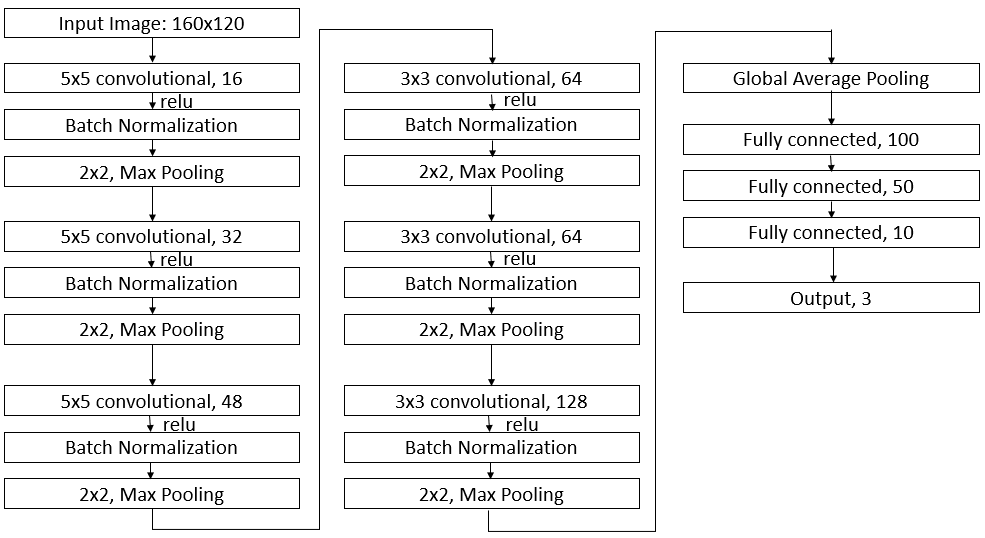 Input Image: 160x120
5x5 convolutional, 16
relu
Batch Normalization
2x2, Max Pooling
5x5 convolutional, 32
relu
Batch Normalization
2x2, Max Pooling
5x5 convolutional, 48
relu
Batch Normalization
2x2, Max Pooling
3x3 convolutional, 64
relu
Batch Normalization
2x2, Max Pooling
3x3 convolutional, 64
relu
Batch Normalization
2x2, Max Pooling
3x3 convolutional, 128
relu
Batch Normalization
2x2, Max Pooling
Global Average Pooling
Fully connected, 100
Fully connected, 50
Fully connected, 10
Output, 3